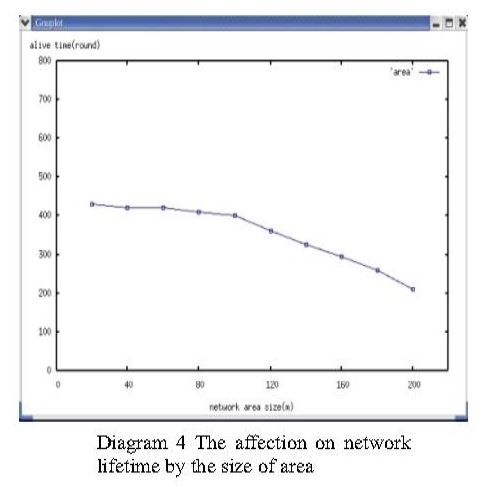 Gnuplot
alive time(round)
800
'area'
700
600
500
400
300
200
100
0
0 40 80 120 160 200
network area size(m)
Diagram 4 The affection on network
lifetime by the size of area